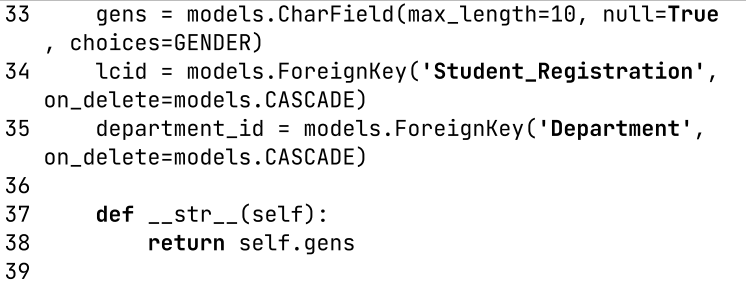 33     gens = models.CharField(max_length=10, null=True
   , choices=GENDER)
34     lcid = models.ForeignKey('Student_Registration',
   on_delete=models.CASCADE)
35     department_id = models.ForeignKey('Department',
   on_delete=models.CASCADE)
36
37     def __str__(self):
38         return self.gens
39